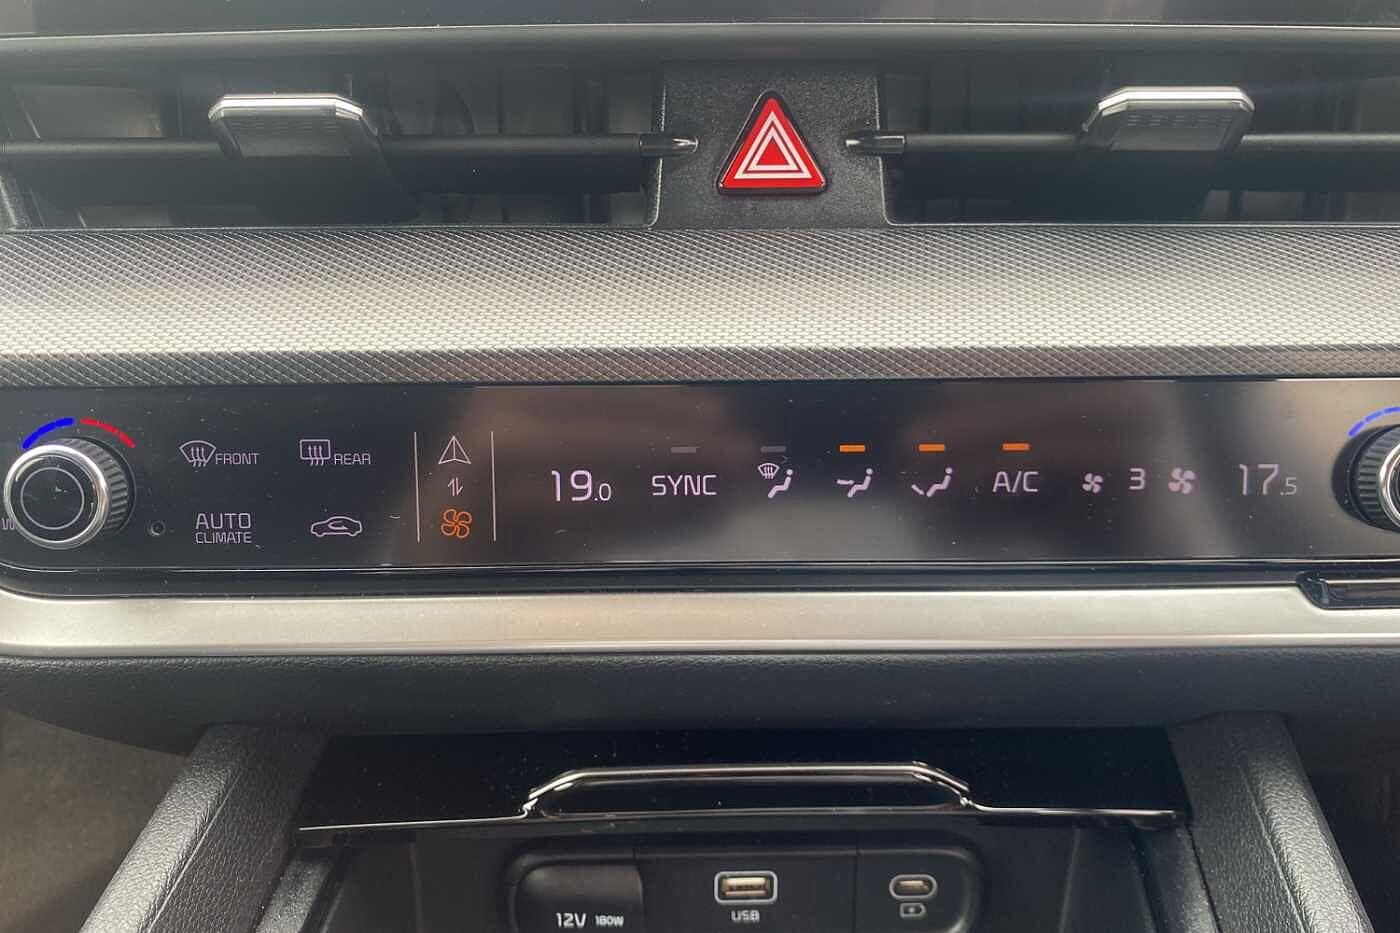 FRONT
REAR
AUTO
CLIMATE
19.0
SYNC
A/C
3
17.5
12V 180W
USB